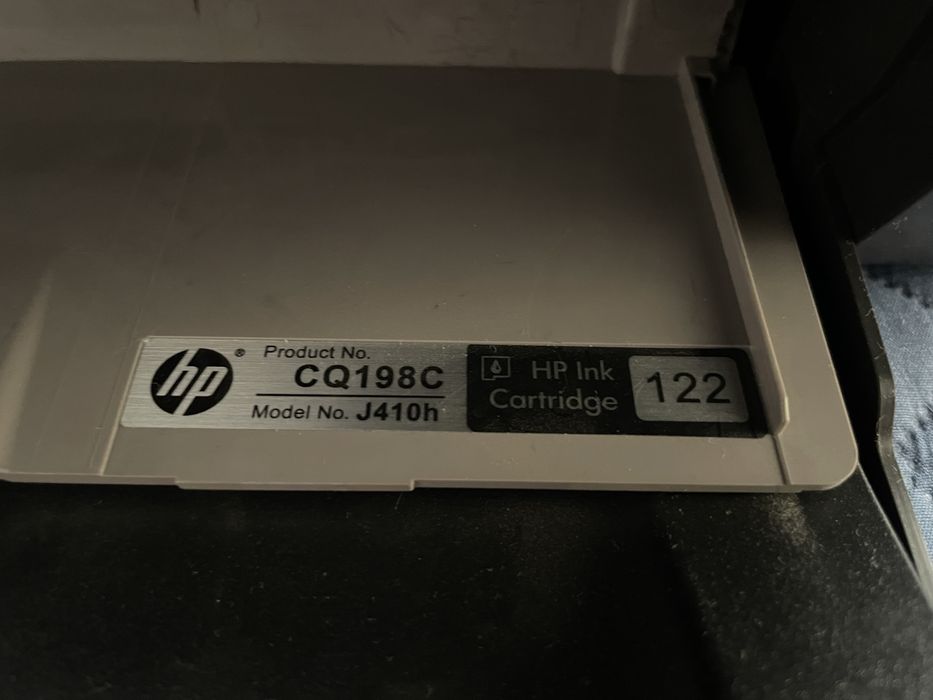 hp® Product No.
CQ198C
Model No. J410h
HP Ink
Cartridge
122